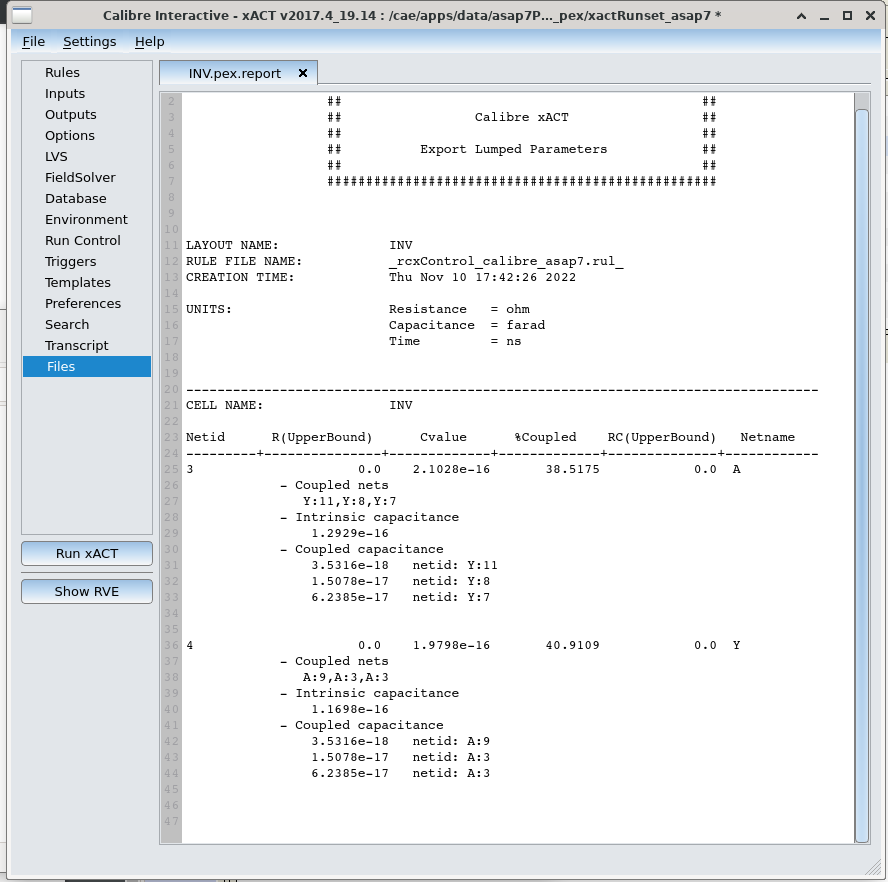 Calibre Interactive - xACT v2017.4_19.14 : /cae/apps/data/asap7P..._pex/xactRunset_asap7 *
File Settings Help
Rules
Inputs
Outputs
Options
LVS
FieldSolver
Database
Environment
Run Control
Triggers
Templates
Preferences
Search
Transcript
Files
Run xACT
Show RVE
INV.pex.report ×
2 ## ##
3 ## Calibre xACT ##
4 ## ##
5 ## Export Lumped Parameters ##
6 ## ##
7 ##################################################
8
9
10
11 LAYOUT NAME: INV
12 RULE FILE NAME: _rcxControl_calibre_asap7.rul_
13 CREATION TIME: Thu Nov 10 17:42:26 2022
14
15 UNITS: Resistance = ohm
16 Capacitance = farad
17 Time = ns
18
19
20 ---------------------------------------------------------------------------------
21 CELL NAME: INV
22
23 Netid R(UpperBound) Cvalue %Coupled RC(UpperBound) Netname
24 ---------+---------------+-------------+-------------+--------------+------------
25 3 0.0 2.1028e-16 38.5175 0.0 A
26 - Coupled nets
27 Y:11,Y:8,Y:7
28 - Intrinsic capacitance
29 1.2929e-16
30 - Coupled capacitance
31 3.5316e-18 netid: Y:11
32 1.5078e-17 netid: Y:8
33 6.2385e-17 netid: Y:7
34
35
36 4 0.0 1.9798e-16 40.9109 0.0 Y
37 - Coupled nets
38 A:9,A:3,A:3
39 - Intrinsic capacitance
40 1.1698e-16
41 - Coupled capacitance
42 3.5316e-18 netid: A:9
43 1.5078e-17 netid: A:3
44 6.2385e-17 netid: A:3
45
46
47